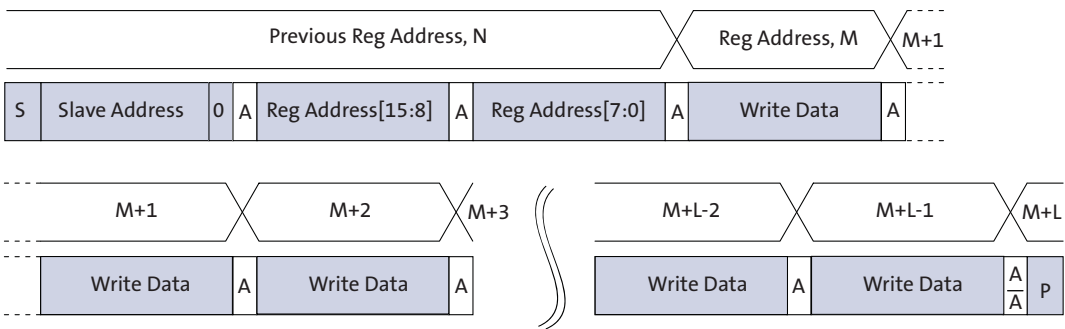 Previous Reg Address, N Reg Address, M M+1
S Slave Address 0 A Reg Address[15:8] A Reg Address[7:0] A Write Data A
M+1 M+2 M+3 M+L-2 M+L-1 M+L
Write Data A Write Data A Write Data A Write Data A/A̅ P